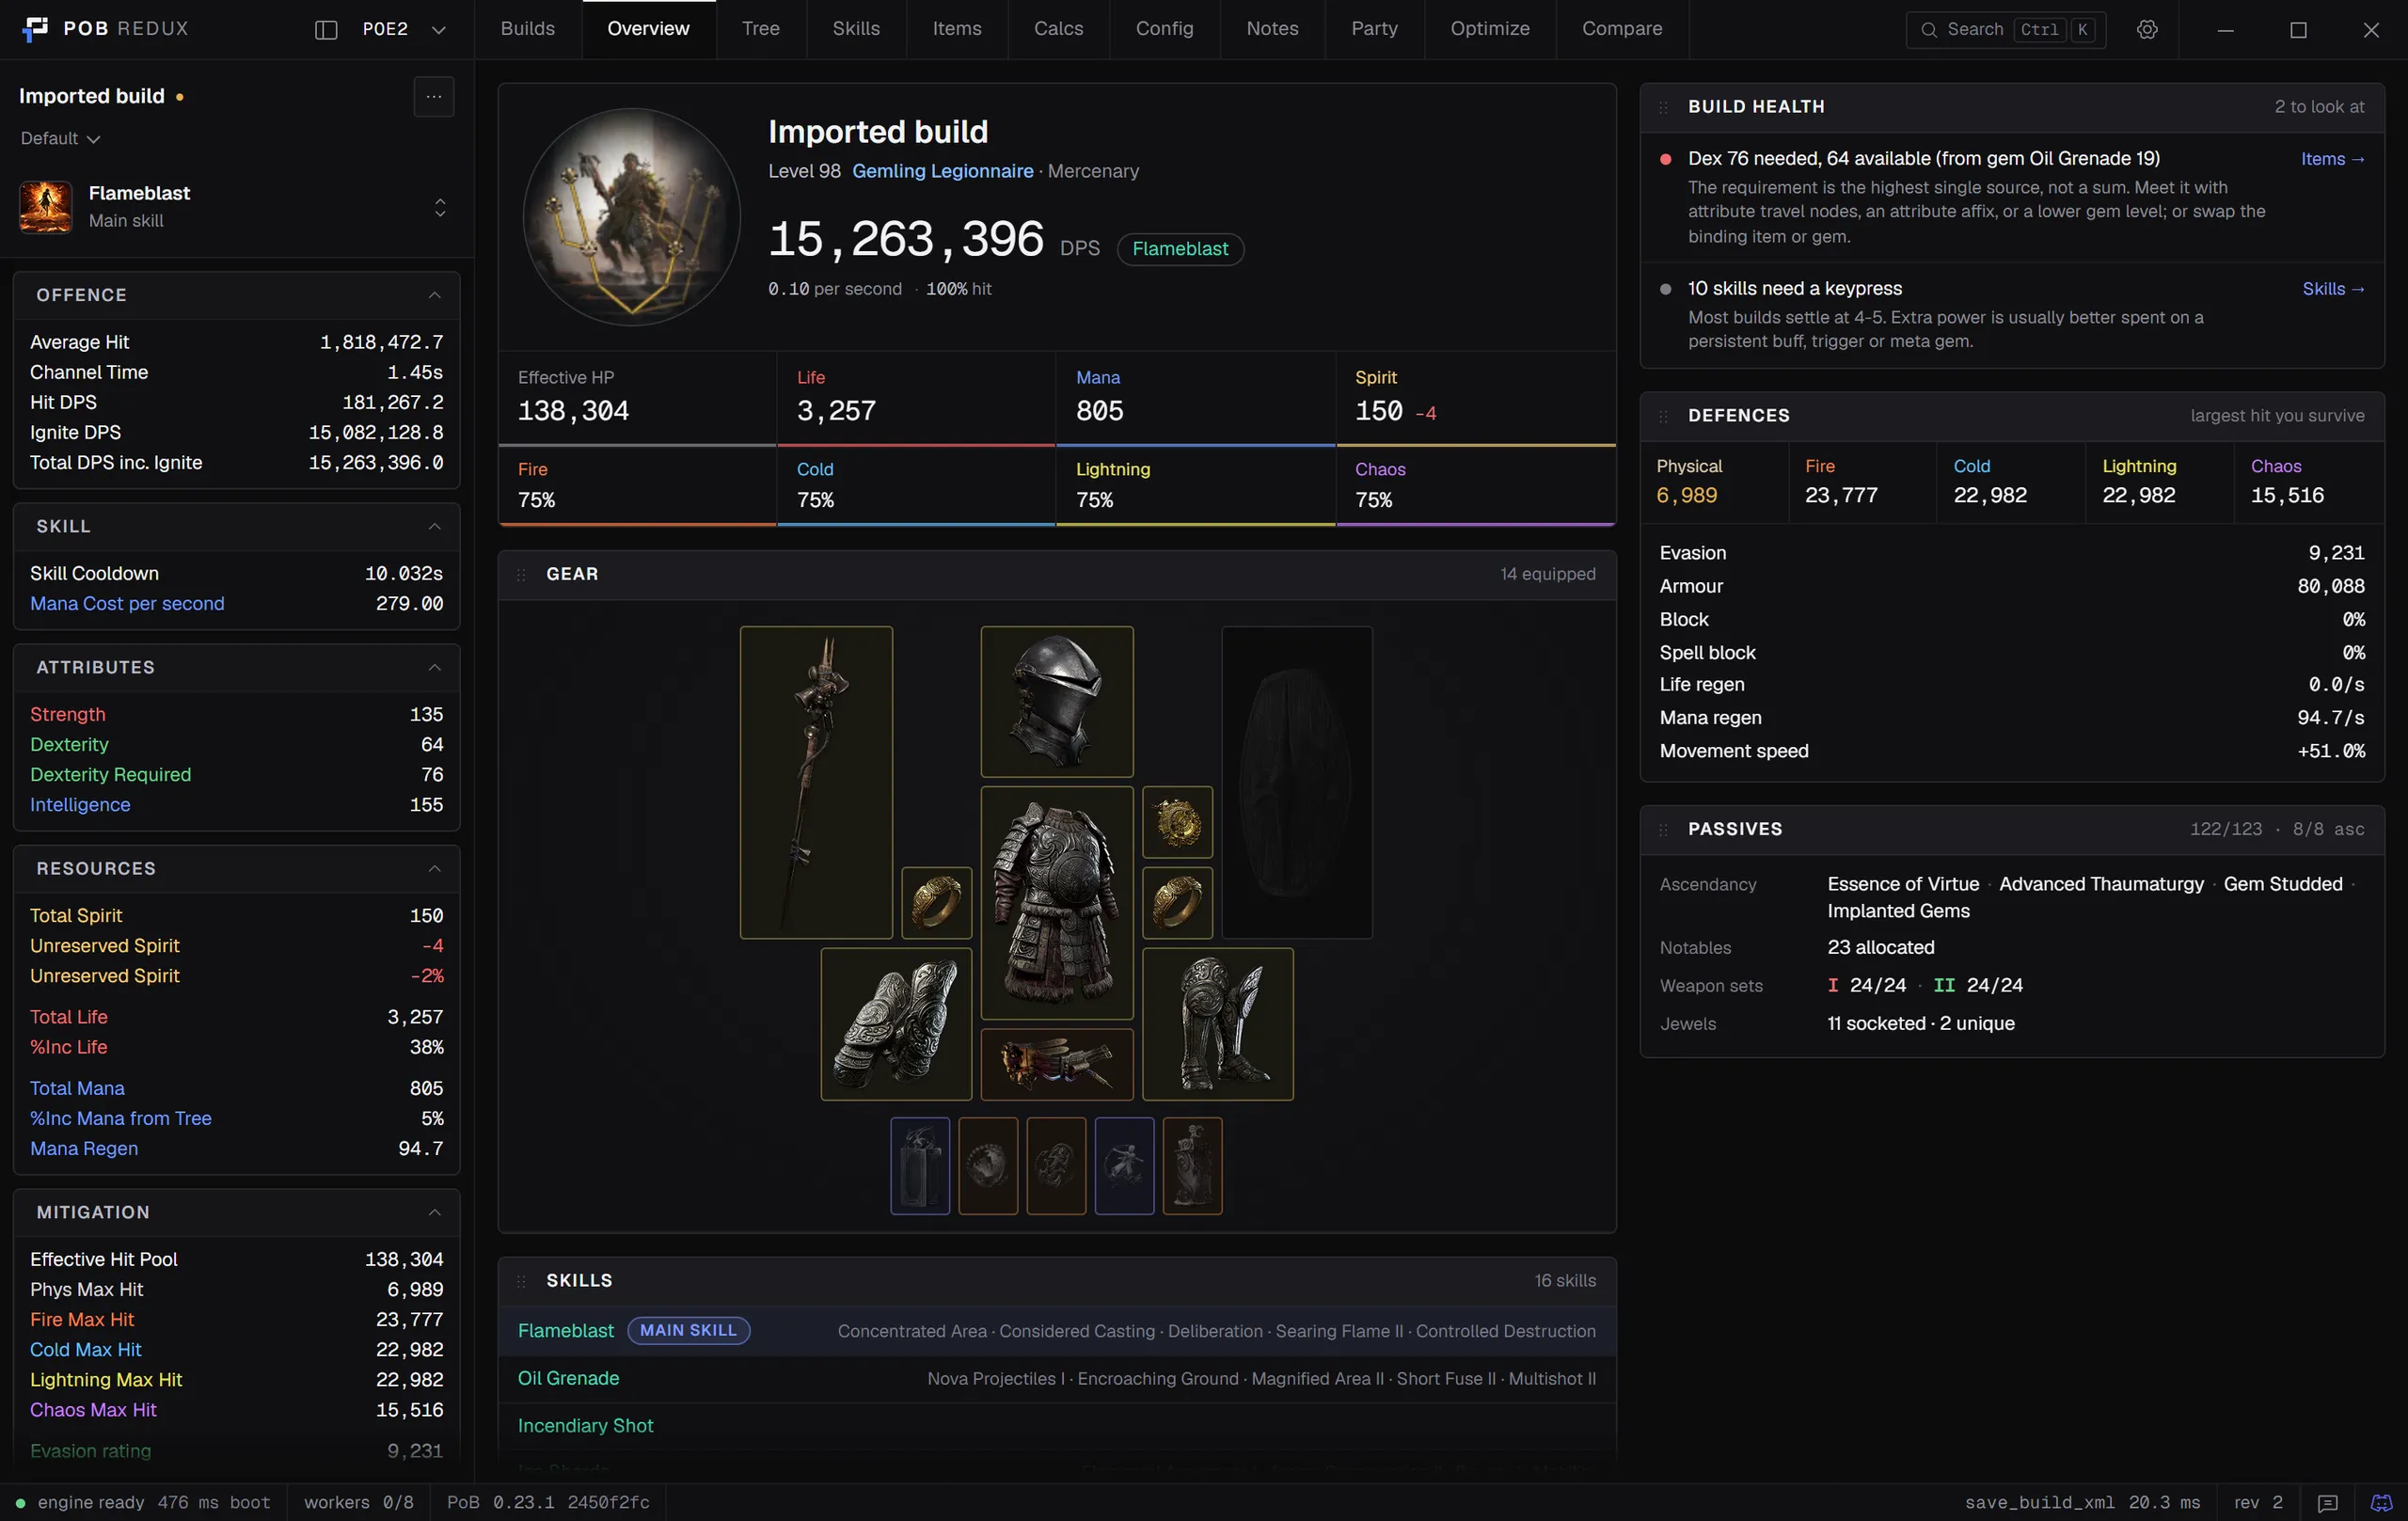 POB REDUX
POE2
Builds
Overview
Tree
Skills
Items
Calcs
Config
Notes
Party
Optimize
Compare
Search Ctrl K
Imported build
Default
Flameblast
Main skill
OFFENCE
Average Hit 1,818,472.7
Channel Time 1.45s
Hit DPS 181,267.2
Ignite DPS 15,082,128.8
Total DPS inc. Ignite 15,263,396.0
SKILL
Skill Cooldown 10.032s
Mana Cost per second 279.00
ATTRIBUTES
Strength 135
Dexterity 64
Dexterity Required 76
Intelligence 155
RESOURCES
Total Spirit 150
Unreserved Spirit -4
Unreserved Spirit -2%
Total Life 3,257
%Inc Life 38%
Total Mana 805
%Inc Mana from Tree 5%
Mana Regen 94.7
MITIGATION
Effective Hit Pool 138,304
Phys Max Hit 6,989
Fire Max Hit 23,777
Cold Max Hit 22,982
Lightning Max Hit 22,982
Chaos Max Hit 15,516
Evasion rating 9,231
Imported build
Level 98 Gemling Legionnaire · Mercenary
15,263,396 DPS Flameblast
0.10 per second · 100% hit
Effective HP
138,304
Life
3,257
Mana
805
Spirit
150 -4
Fire
75%
Cold
75%
Lightning
75%
Chaos
75%
GEAR 14 equipped
SKILLS 16 skills
Flameblast MAIN SKILL Concentrated Area · Considered Casting · Deliberation · Searing Flame II · Controlled Destruction
Oil Grenade Nova Projectiles I · Encroaching Ground · Magnified Area II · Short Fuse II · Multishot II
Incendiary Shot
BUILD HEALTH 2 to look at
Dex 76 needed, 64 available (from gem Oil Grenade 19) Items →
The requirement is the highest single source, not a sum. Meet it with
attribute travel nodes, an attribute affix, or a lower gem level; or swap the
binding item or gem.
10 skills need a keypress Skills →
Most builds settle at 4-5. Extra power is usually better spent on a
persistent buff, trigger or meta gem.
DEFENCES largest hit you survive
Physical
6,989
Fire
23,777
Cold
22,982
Lightning
22,982
Chaos
15,516
Evasion 9,231
Armour 80,088
Block 0%
Spell block 0%
Life regen 0.0/s
Mana regen 94.7/s
Movement speed +51.0%
PASSIVES 122/123 · 8/8 asc
Ascendancy Essence of Virtue · Advanced Thaumaturgy · Gem Studded ·
Implanted Gems
Notables 23 allocated
Weapon sets I 24/24 · II 24/24
Jewels 11 socketed · 2 unique
engine ready 476 ms boot
workers 0/8
PoB 0.23.1 2450f2fc
save_build_xml 20.3 ms
rev 2